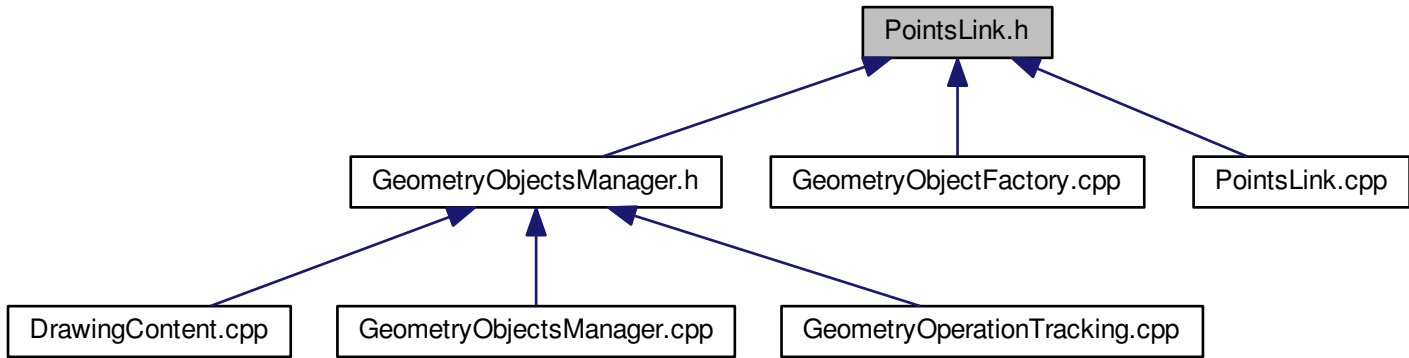 PointsLink.h
GeometryObjectsManager.h
GeometryObjectFactory.cpp
PointsLink.cpp
DrawingContent.cpp
GeometryObjectsManager.cpp
GeometryOperationTracking.cpp